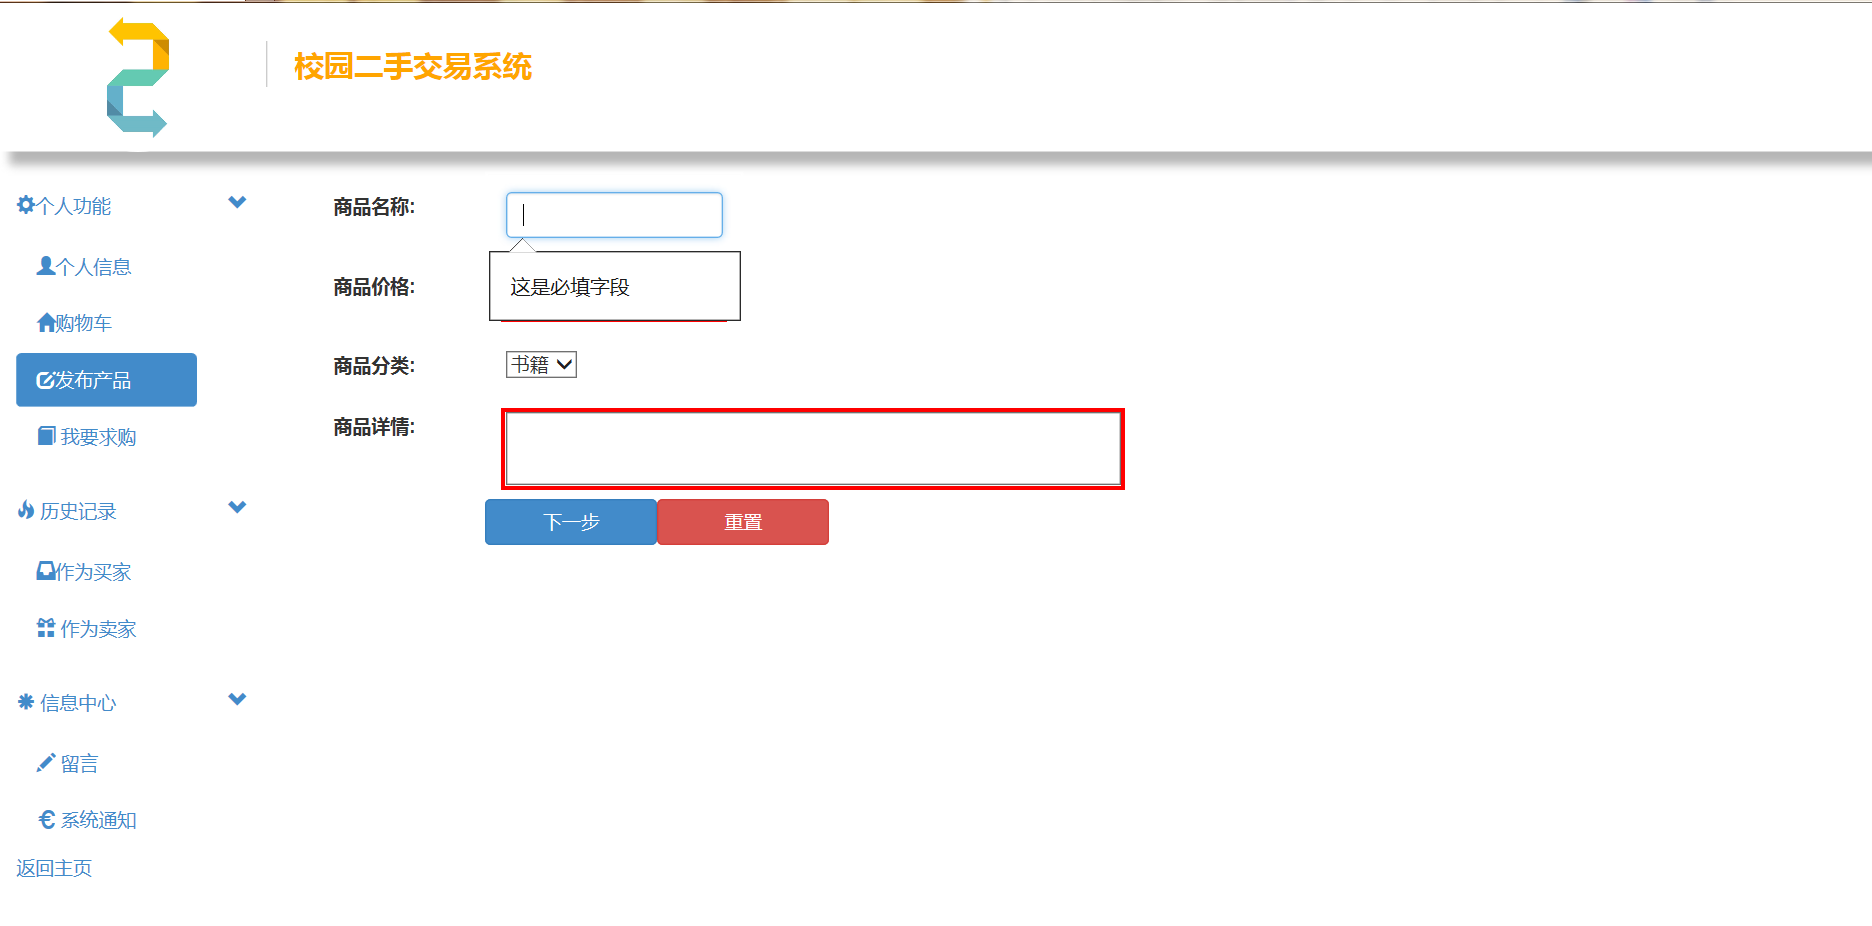 校园二手交易系统
个人功能
个人信息
购物车
发布产品
我要求购
历史记录
作为买家
作为卖家
信息中心
留言
系统通知
返回主页
商品名称:
这是必填字段
商品价格:
商品分类:
书籍
商品详情:
下一步
重置